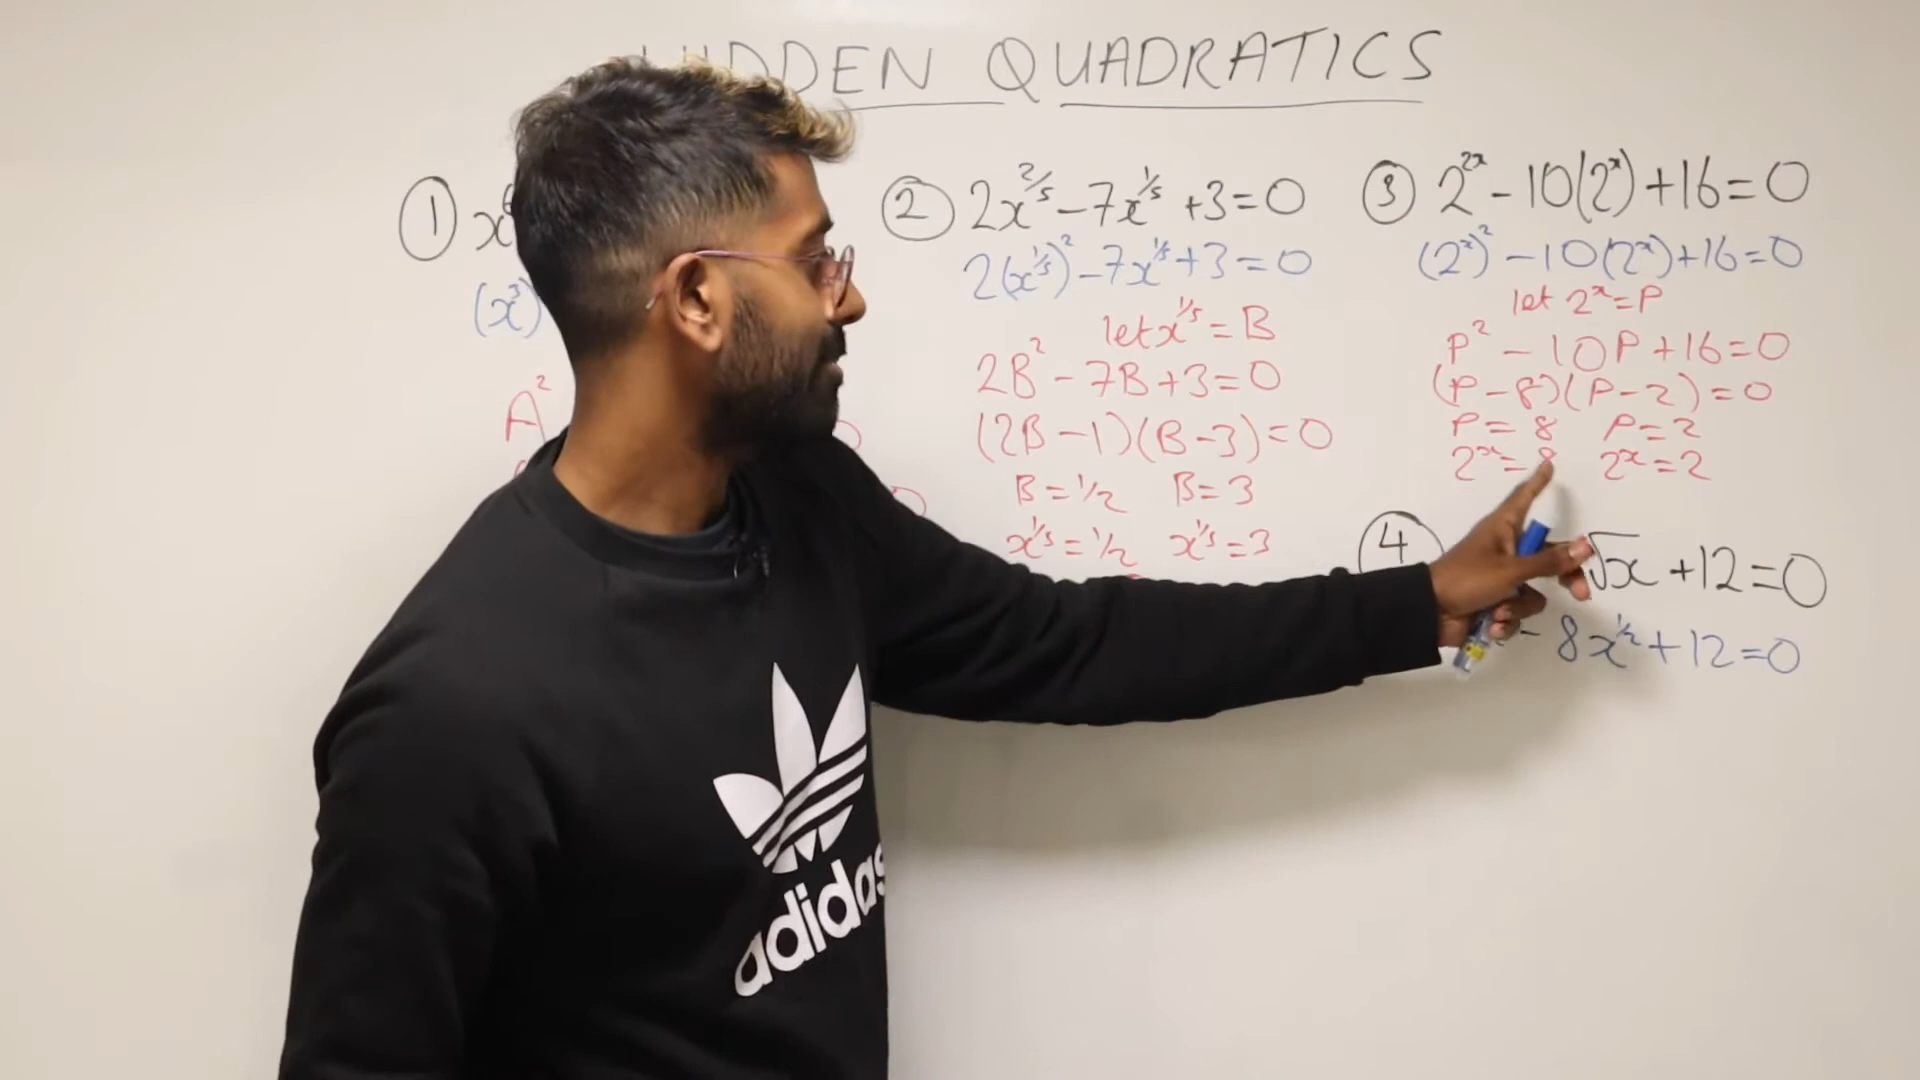 HIDDEN QUADRATICS
① x
(x³)
A²
② 2x^(2/5) - 7x^(1/5) + 3 = 0
2(x^(1/5))² - 7x^(1/5) + 3 = 0
let x^(1/5) = B
2B² - 7B + 3 = 0
(2B - 1)(B - 3) = 0
B = 1/2 B = 3
x^(1/5) = 1/2 x^(1/5) = 3
③ 2^(2x) - 10(2^x) + 16 = 0
(2^x)² - 10(2^x) + 16 = 0
let 2^x = P
P² - 10P + 16 = 0
(P - 8)(P - 2) = 0
P = 8 P = 2
2^x = 8 2^x = 2
④ √x + 12 = 0
- 8x^(1/2) + 12 = 0
adidas